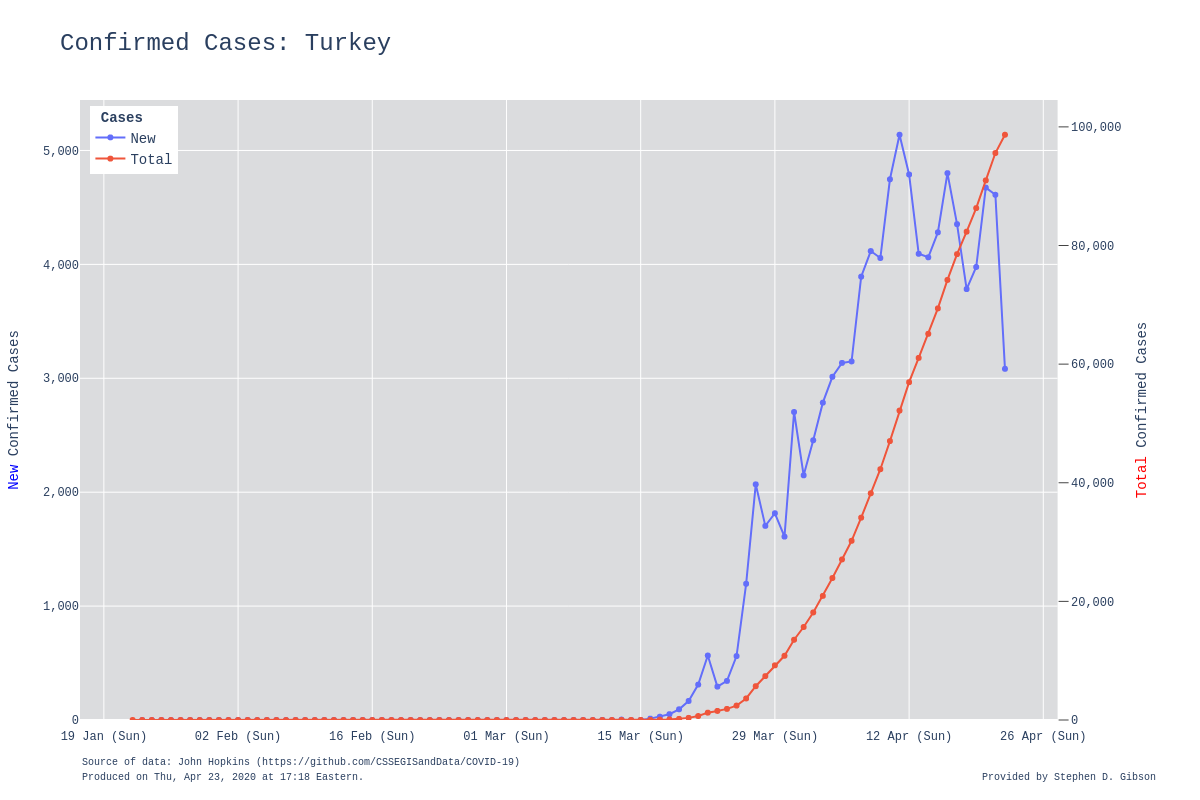 Confirmed Cases: Turkey
Cases
New
Total
5,000
4,000
3,000
2,000
1,000
0
100,000
80,000
60,000
40,000
20,000
0
New Confirmed Cases
Total Confirmed Cases
19 Jan (Sun)
02 Feb (Sun)
16 Feb (Sun)
01 Mar (Sun)
15 Mar (Sun)
29 Mar (Sun)
12 Apr (Sun)
26 Apr (Sun)
Source of data: John Hopkins (https://github.com/CSSEGISandData/COVID-19)
Produced on Thu, Apr 23, 2020 at 17:18 Eastern.
Provided by Stephen D. Gibson